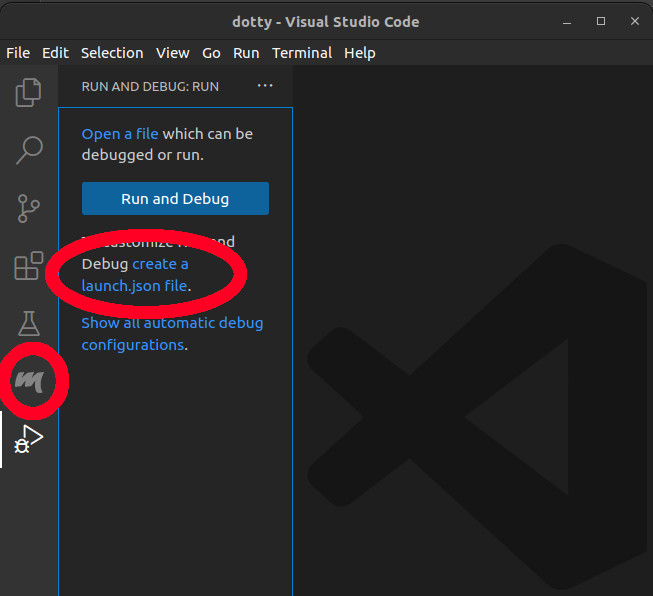 dotty - Visual Studio Code
File Edit Selection View Go Run Terminal Help
RUN AND DEBUG: RUN
Open a file which can be
debugged or run.
Run and Debug
customize and
Debug create a
launch.json file.
Show all automatic debug
configurations.